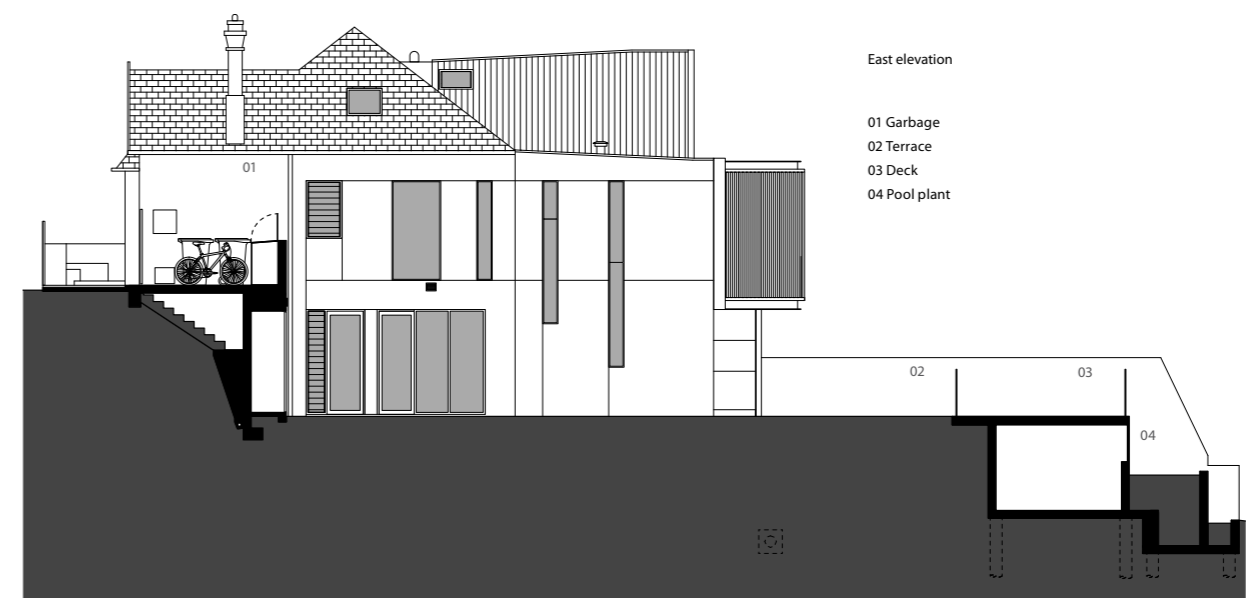 East elevation
01 Garbage
02 Terrace
03 Deck
04 Pool plant
01
02
03
04